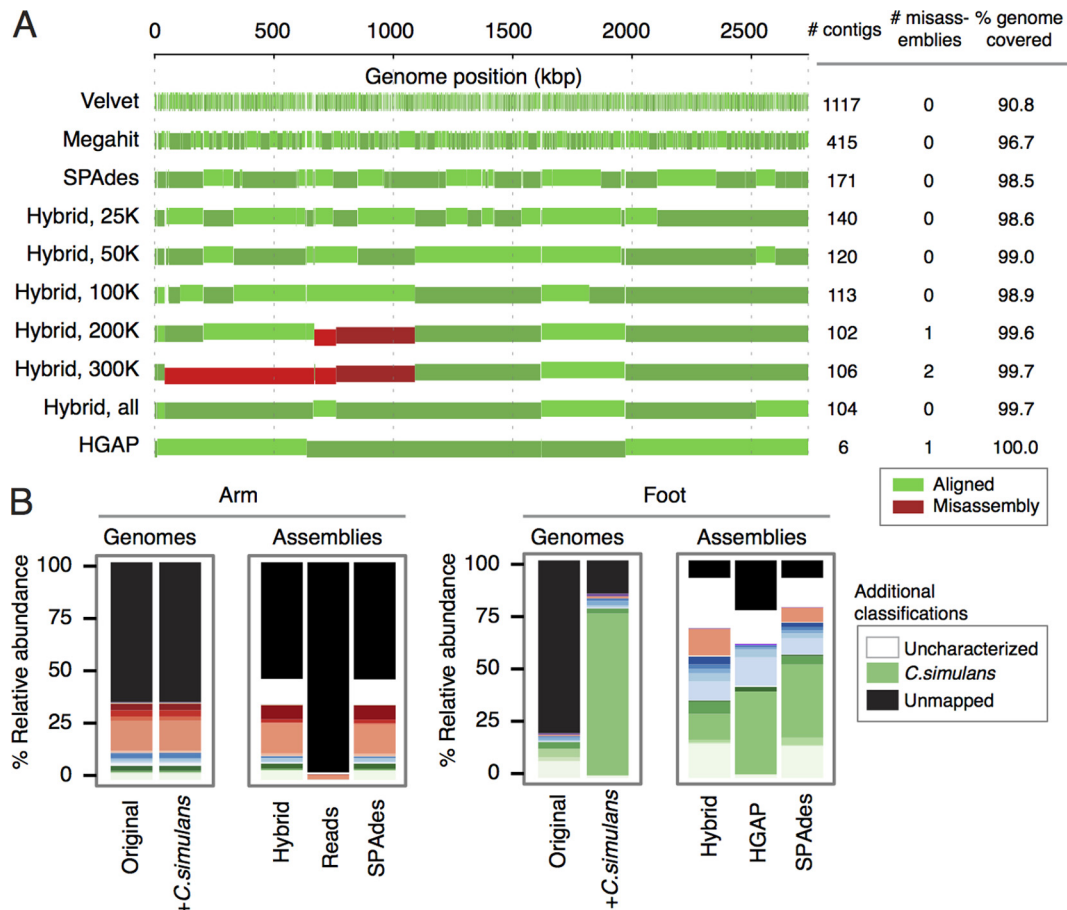 A
0 500 1000 1500 2000 2500
# contigs
# misass-
emblies
% genome
covered
Genome position (kbp)
Velvet 1117 0 90.8
Megahit 415 0 96.7
SPAdes 171 0 98.5
Hybrid, 25K 140 0 98.6
Hybrid, 50K 120 0 99.0
Hybrid, 100K 113 0 98.9
Hybrid, 200K 102 1 99.6
Hybrid, 300K 106 2 99.7
Hybrid, all 104 0 99.7
HGAP 6 1 100.0
Aligned
Misassembly
B
Arm
Genomes
Assemblies
% Relative abundance
100
75
50
25
0
Original
+C.simulans
Hybrid
Reads
SPAdes
Foot
Genomes
Assemblies
% Relative abundance
100
75
50
25
0
Original
+C.simulans
Hybrid
HGAP
SPAdes
Additional
classifications
Uncharacterized
C.simulans
Unmapped